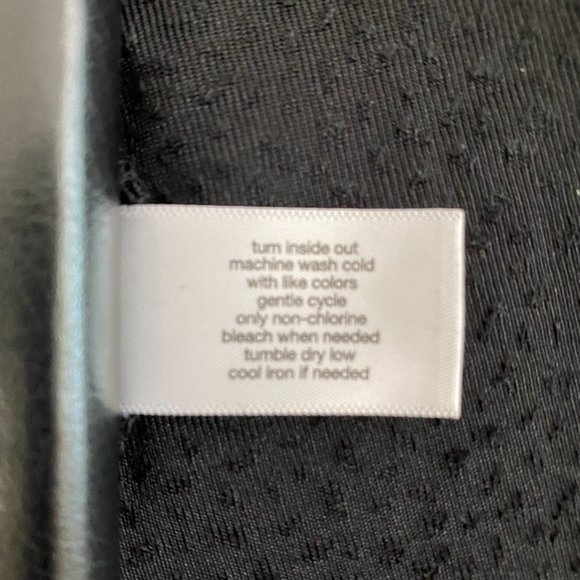 turn inside out
machine wash cold
with like colors
gentle cycle
only non-chlorine
bleach when needed
tumble dry low
cool iron if needed